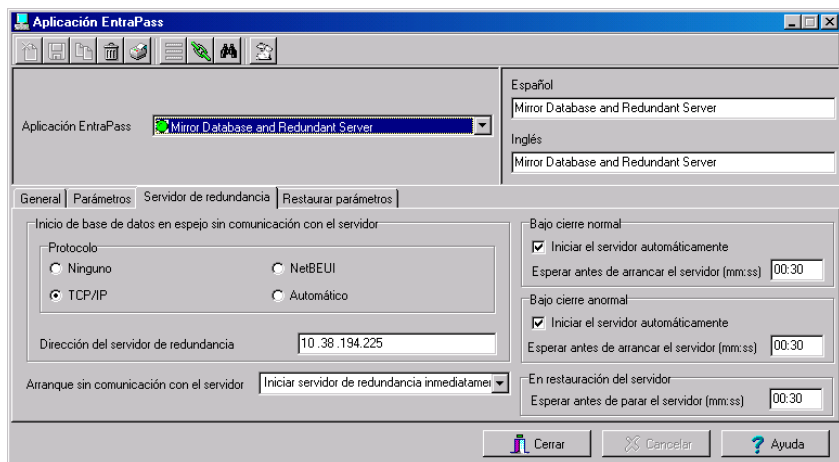 Aplicación EntraPass
Español
Mirror Database and Redundant Server
Aplicación EntraPass
Mirror Database and Redundant Server
Inglés
Mirror Database and Redundant Server
General
Parámetros
Servidor de redundancia
Restaurar parámetros
Inicio de base de datos en espejo sin comunicación con el servidor
Protocolo
Ninguno
NetBEUI
TCP/IP
Automático
Dirección del servidor de redundancia
10 .38 .194.225
Arranque sin comunicación con el servidor
Iniciar servidor de redundancia inmediatamer
Bajo cierre normal
Iniciar el servidor automáticamente
Esperar antes de arrancar el servidor (mm:ss)
00:30
Bajo cierre anormal
Iniciar el servidor automáticamente
Esperar antes de arrancar el servidor (mm:ss)
00:30
En restauración del servidor
Esperar antes de parar el servidor (mm:ss)
00:30
Cerrar
Cancelar
Ayuda